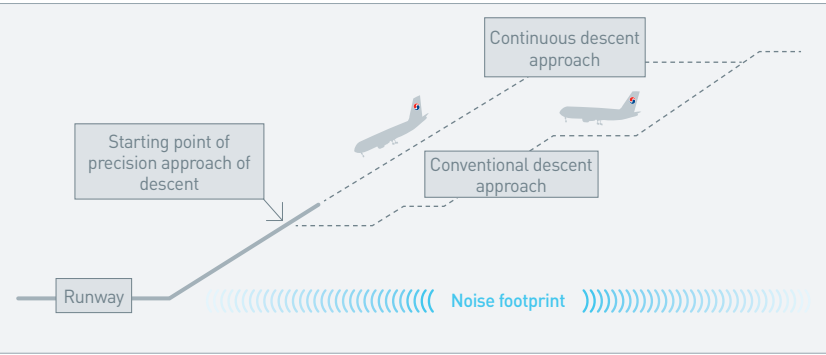 Continuous descent
approach
Starting point of
precision approach of
descent
Conventional descent
approach
Runway
Noise footprint